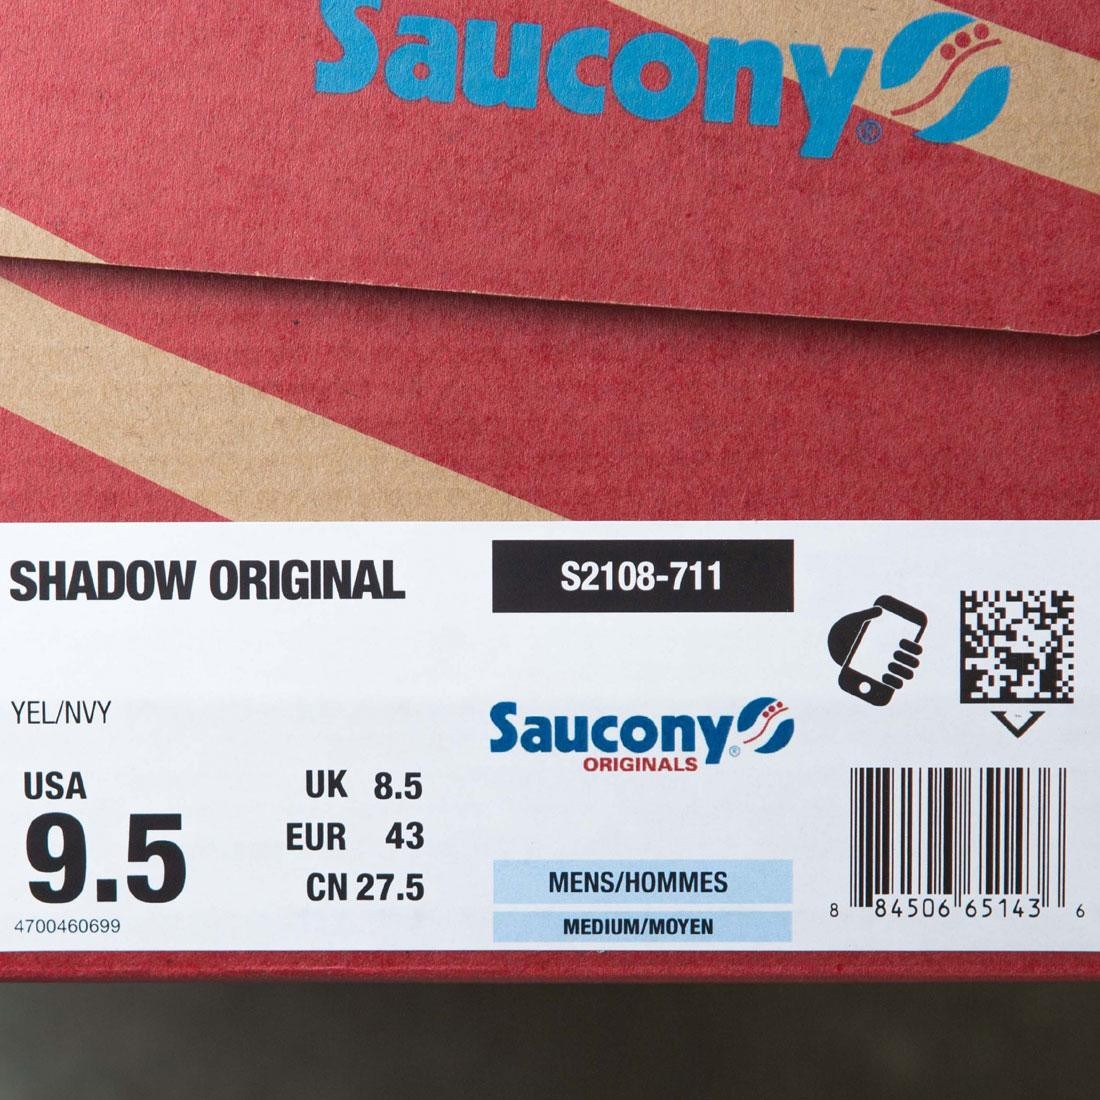 Saucony®
SHADOW ORIGINAL
S2108-711
YEL/NVY
Saucony®
ORIGINALS
USA
9.5
UK 8.5
EUR 43
CN 27.5
4700460699
MENS/HOMMES
MEDIUM/MOYEN
8 84506 65143 6